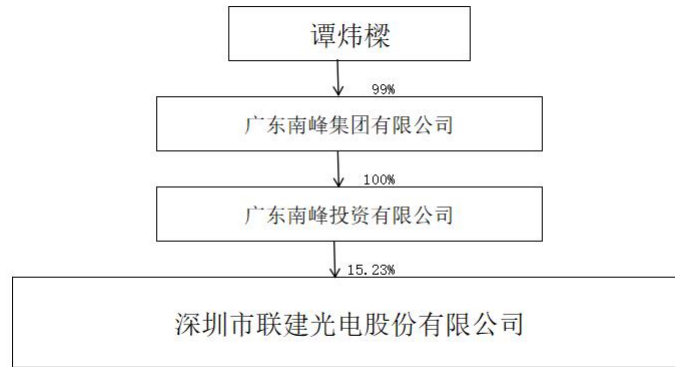 谭炜樑
99%
广东南峰集团有限公司
100%
广东南峰投资有限公司
15.23%
深圳市联建光电股份有限公司